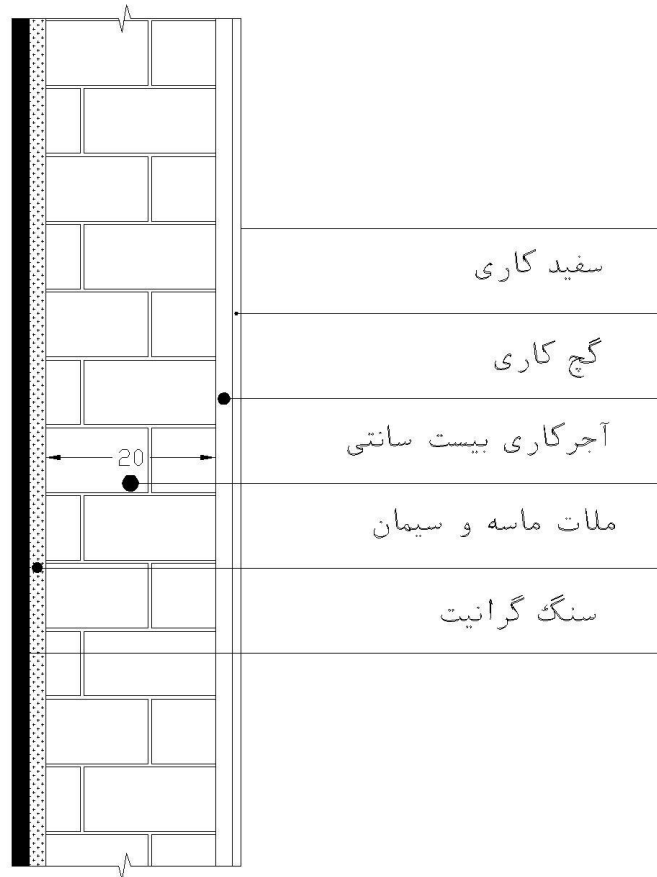 سفید کاری
گچ کاری
آجرکاری بیست سانتی
20
ملات ماسه و سیمان
سنگ گرانیت